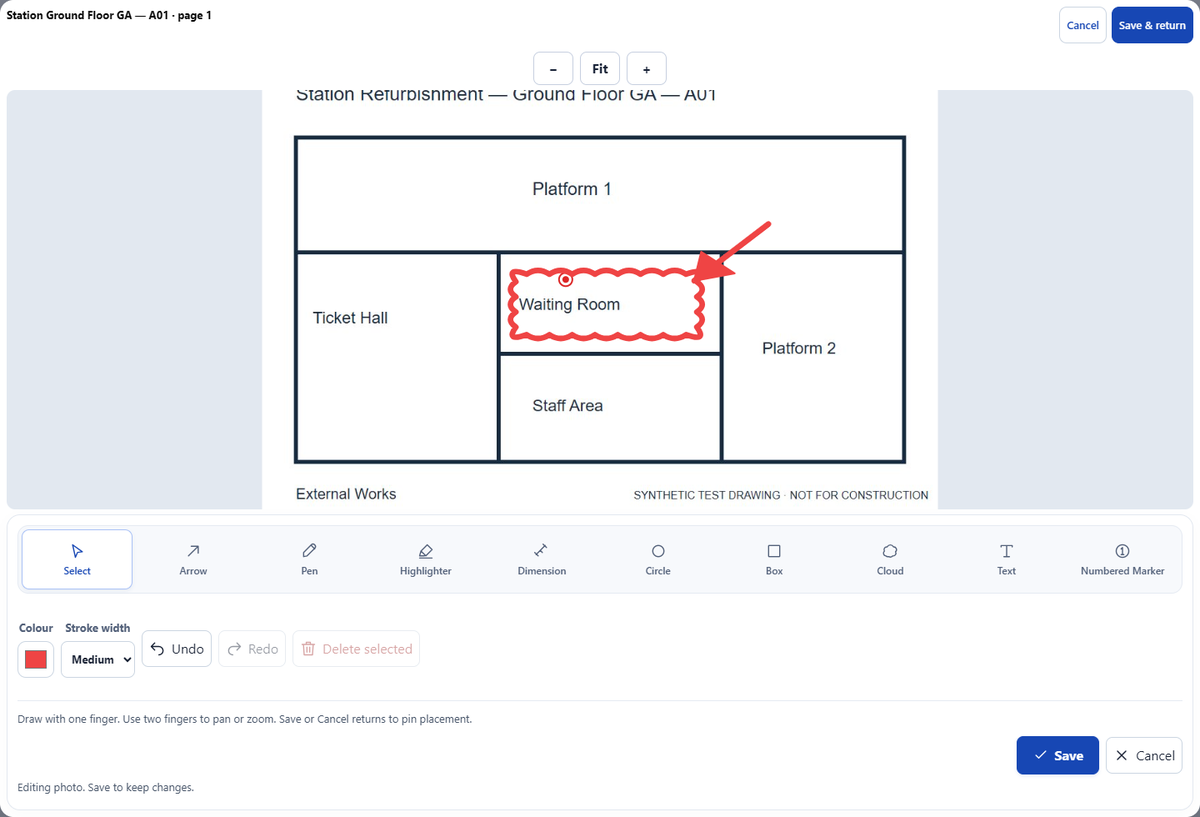 Station Ground Floor GA — A01 · page 1
Cancel
Save & return
–
Fit
+
Station Refurbishment — Ground Floor GA — A01
Platform 1
Waiting Room
Ticket Hall
Platform 2
Staff Area
External Works
SYNTHETIC TEST DRAWING · NOT FOR CONSTRUCTION
Select
Arrow
Pen
Highlighter
Dimension
Circle
Box
Cloud
Text
Numbered Marker
Colour
Stroke width
Medium
Undo
Redo
Delete selected
Draw with one finger. Use two fingers to pan or zoom. Save or Cancel returns to pin placement.
Save
Cancel
Editing photo. Save to keep changes.